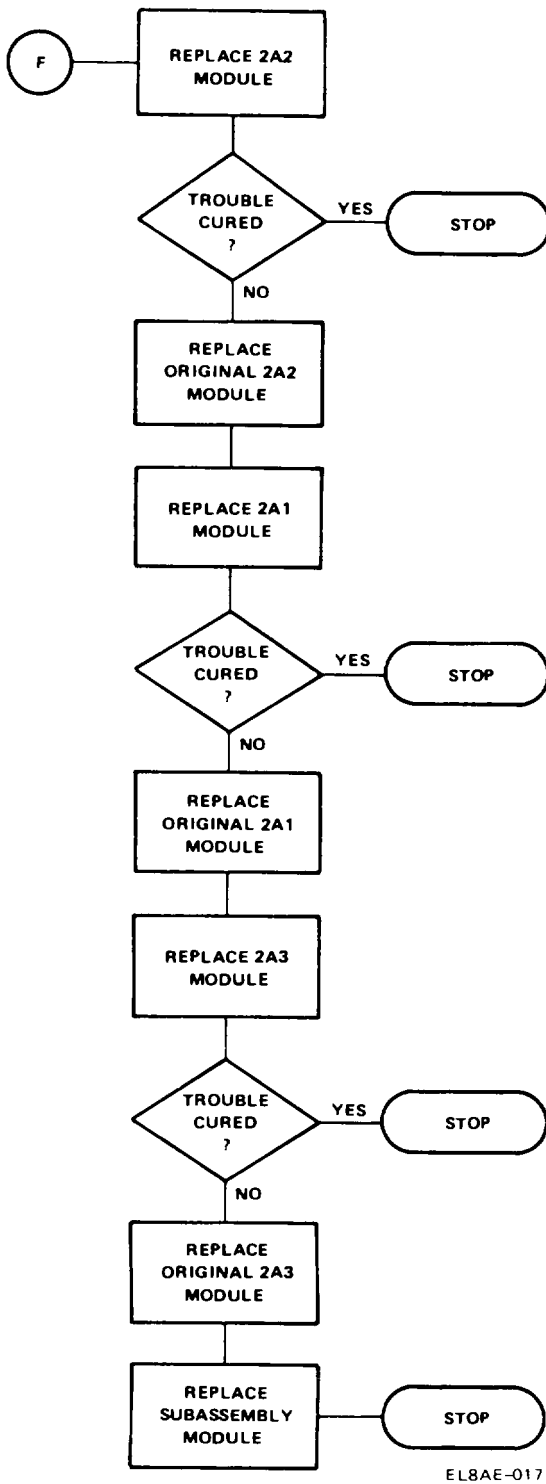 F
REPLACE 2A2
MODULE
TROUBLE
CURED
?
YES
STOP
NO
REPLACE
ORIGINAL 2A2
MODULE
REPLACE 2A1
MODULE
TROUBLE
CURED
?
YES
STOP
NO
REPLACE
ORIGINAL 2A1
MODULE
REPLACE 2A3
MODULE
TROUBLE
CURED
?
YES
STOP
NO
REPLACE
ORIGINAL 2A3
MODULE
REPLACE
SUBASSEMBLY
MODULE
STOP
EL8AE-017